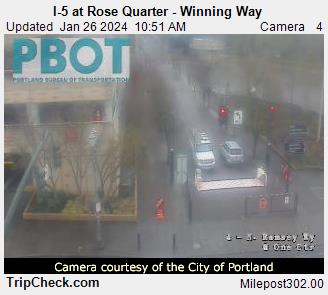 I-5 at Rose Quarter - Winning Way
Updated Jan 26 2024 10:51 AM Camera 4
PBOT
PORTLAND BUREAU OF TRANSPORTATION
Camera courtesy of the City of Portland
TripCheck.com Milepost302.00